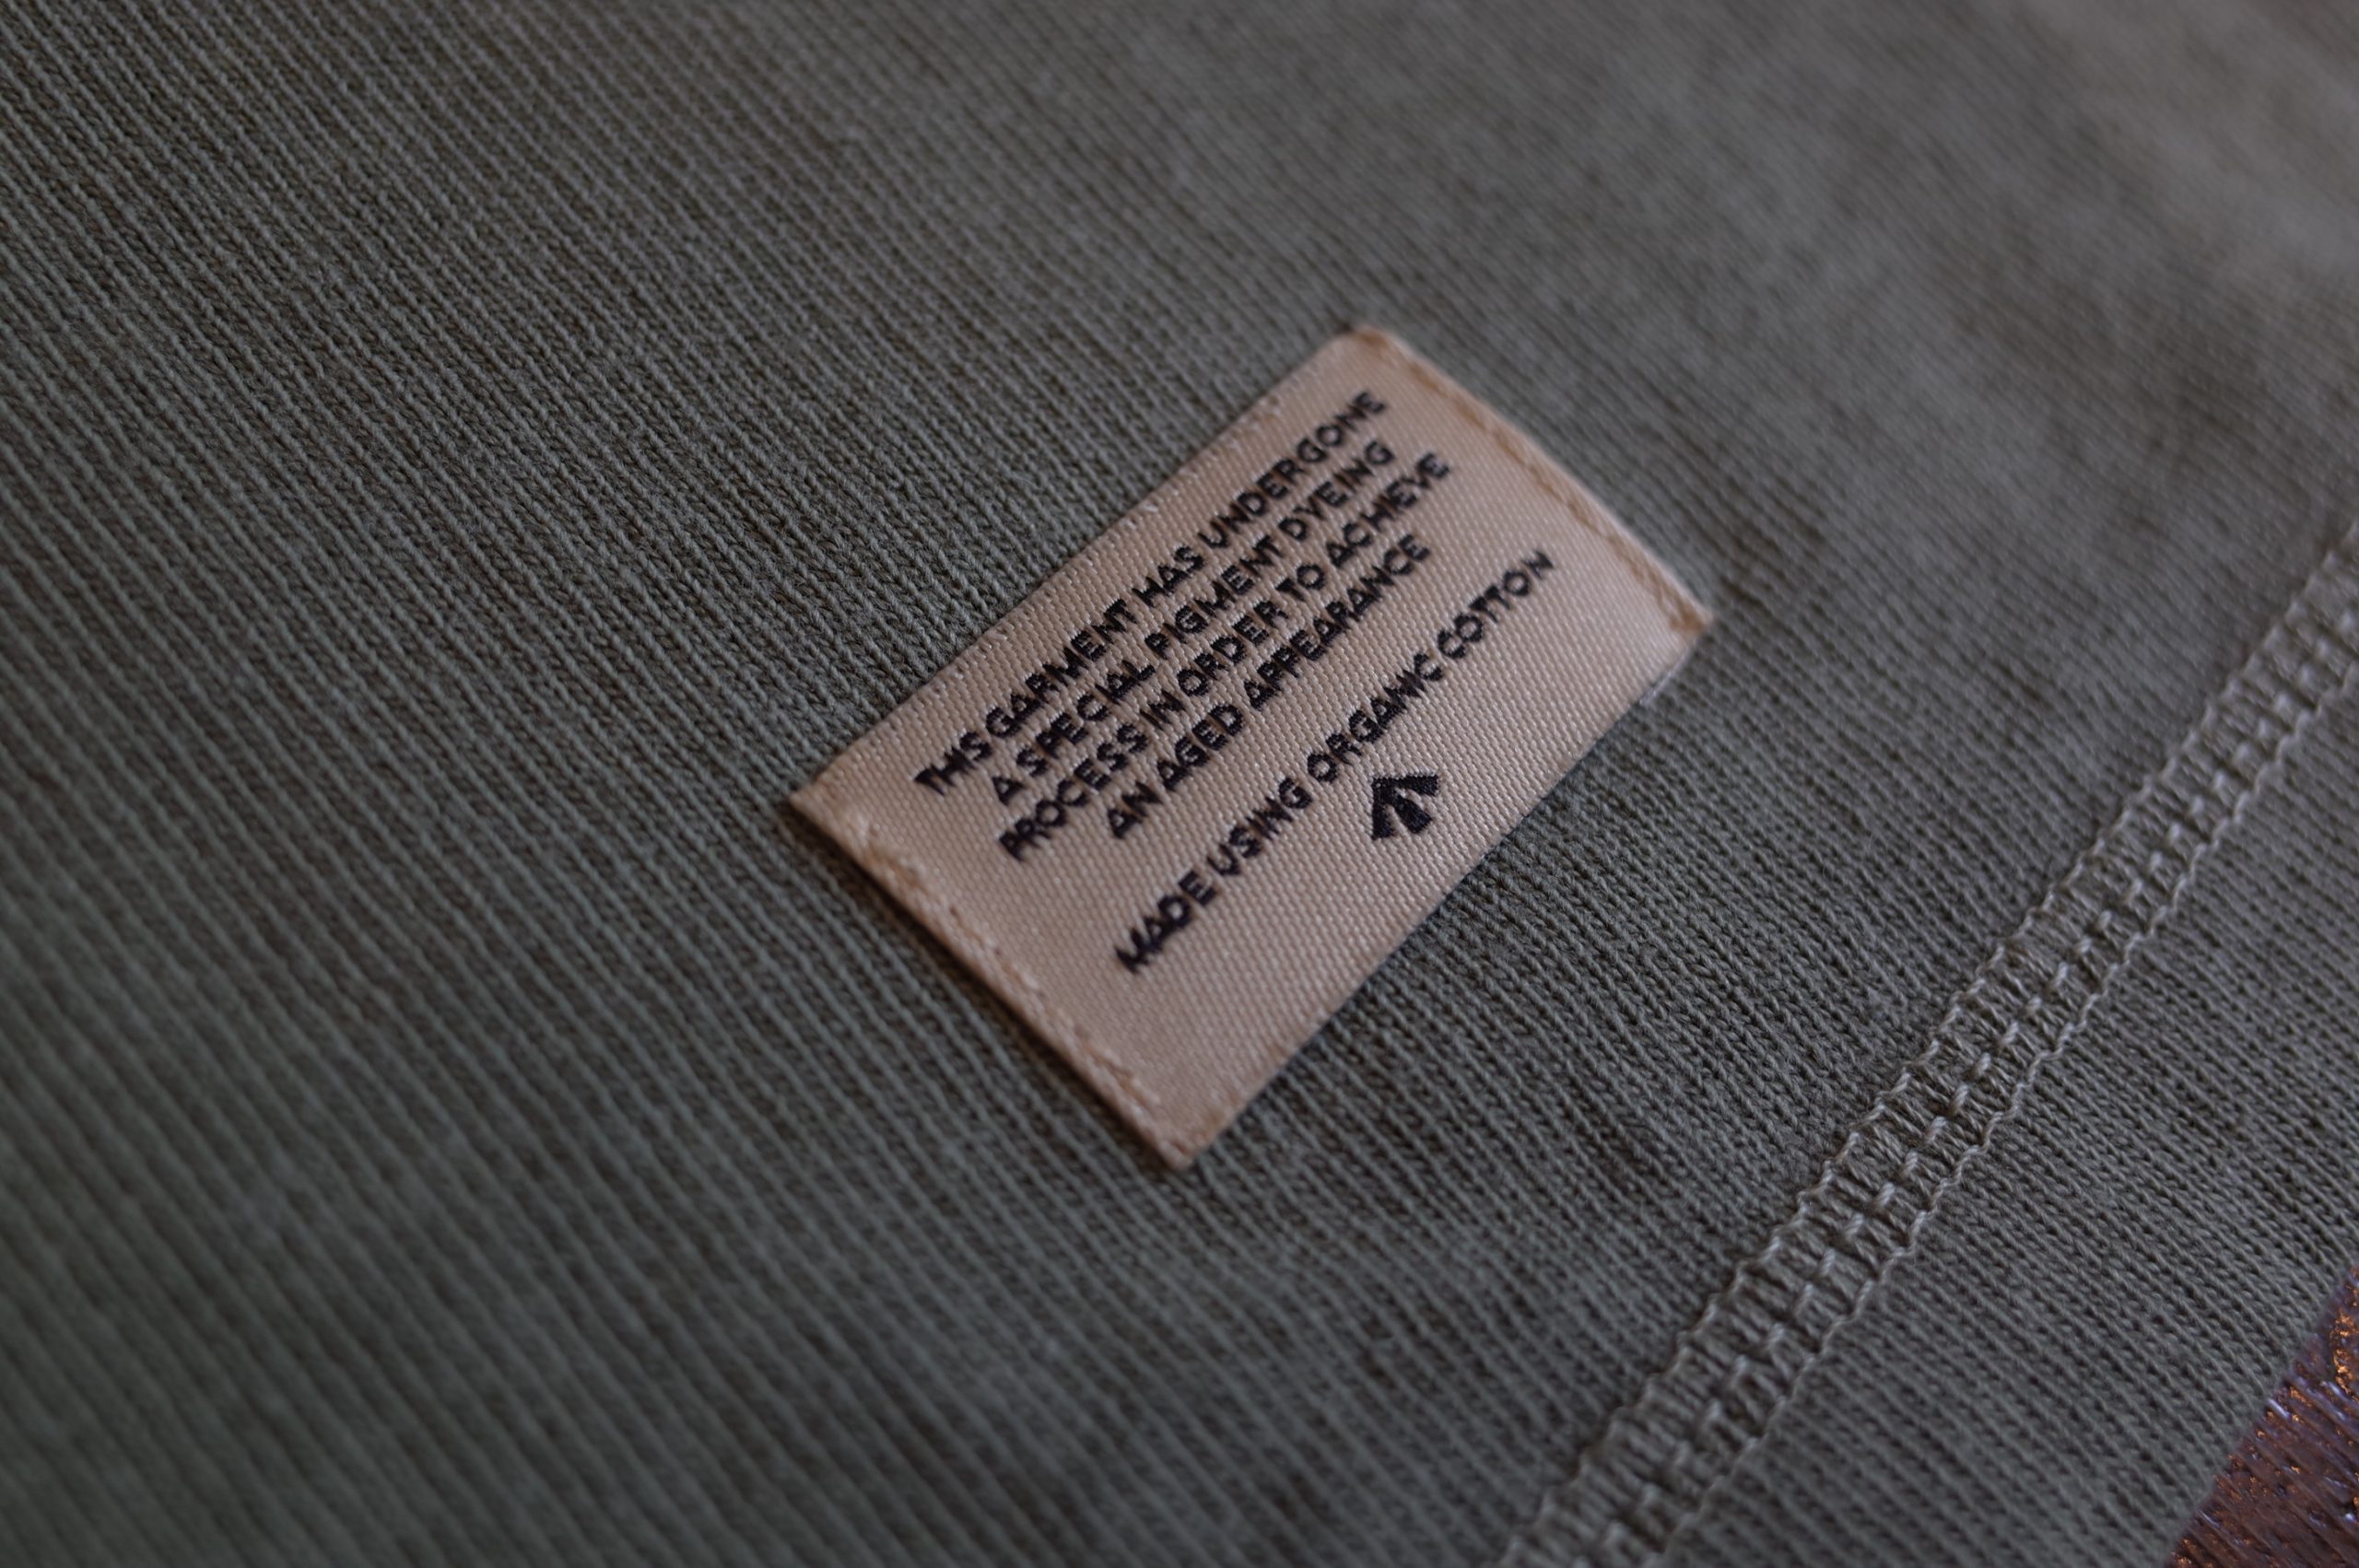 THIS GARMENT HAS UNDERGONE
A SPECIAL PIGMENT DYEING
PROCESS IN ORDER TO ACHIEVE
AN AGED APPEARANCE
MADE USING ORGANIC COTTON